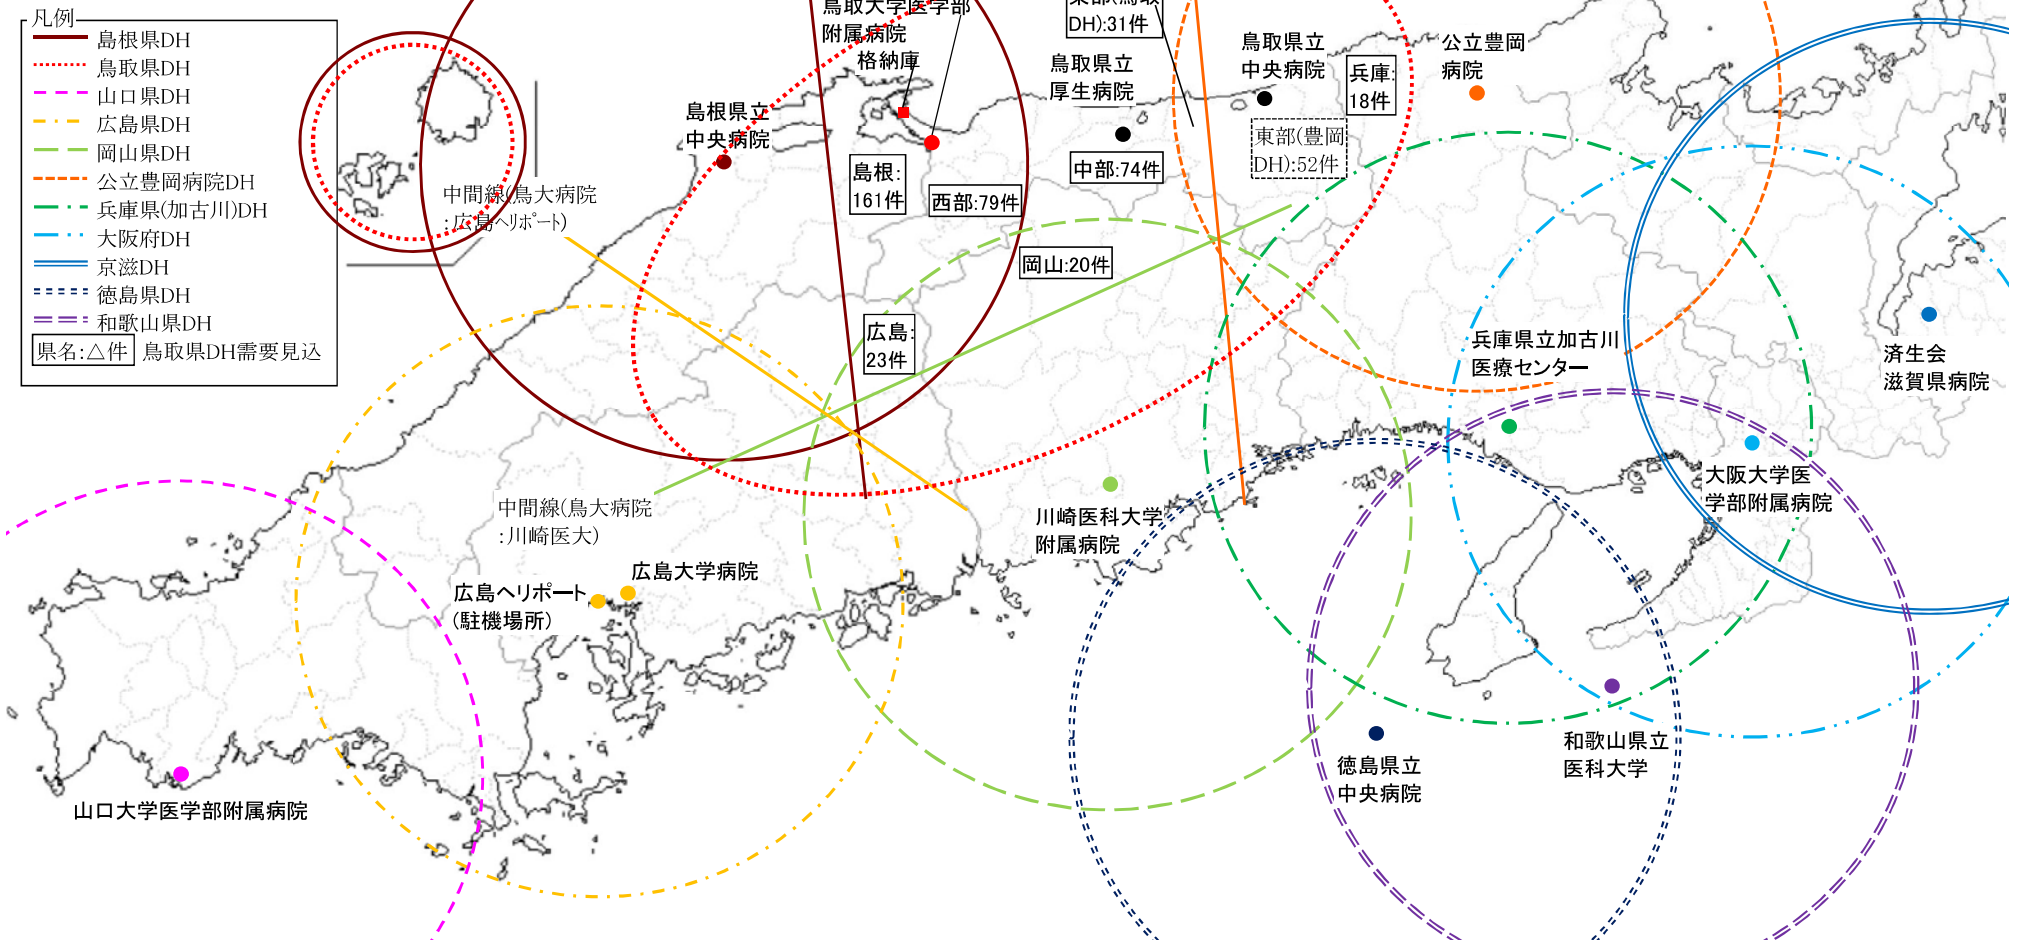 凡例
島根県DH
鳥取県DH
山口県DH
広島県DH
岡山県DH
公立豊岡病院DH
兵庫県(加古川)DH
大阪府DH
京滋DH
徳島県DH
和歌山県DH
県名:△件 鳥取県DH需要見込
鳥取大学医学部
附属病院
格納庫
東部(鳥取
DH):31件
鳥取県立
厚生病院
鳥取県立
中央病院
兵庫:
18件
公立豊岡
病院
島根県立
中央病院
東部(豊岡
DH):52件
中部:74件
島根:
161件
西部:79件
中間線(鳥大病院
:広島ヘリポート)
岡山:20件
広島:
23件
兵庫県立加古川
医療センター
済生会
滋賀県病院
大阪大学医
学部附属病院
中間線(鳥大病院
:川崎医大)
川崎医科大学
附属病院
広島大学病院
広島ヘリポート
(駐機場所)
和歌山県立
医科大学
徳島県立
中央病院
山口大学医学部附属病院